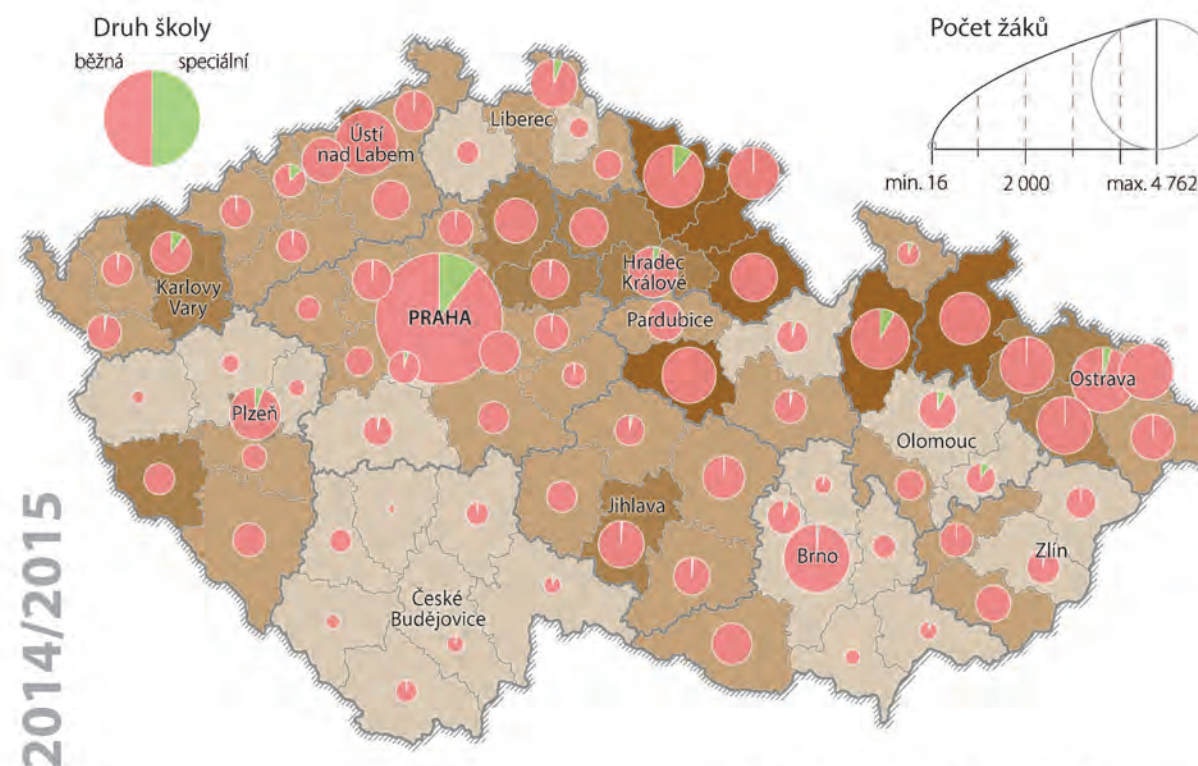 Druh školy
běžná
speciální
Počet žáků
min. 16
2 000
max. 4 762
Liberec
Ústí
nad Labem
Karlovy
Vary
PRAHA
Hradec
Králové
Pardubice
Plzeň
Ostrava
Olomouc
Jihlava
Brno
Zlín
České
Budějovice
2014/2015